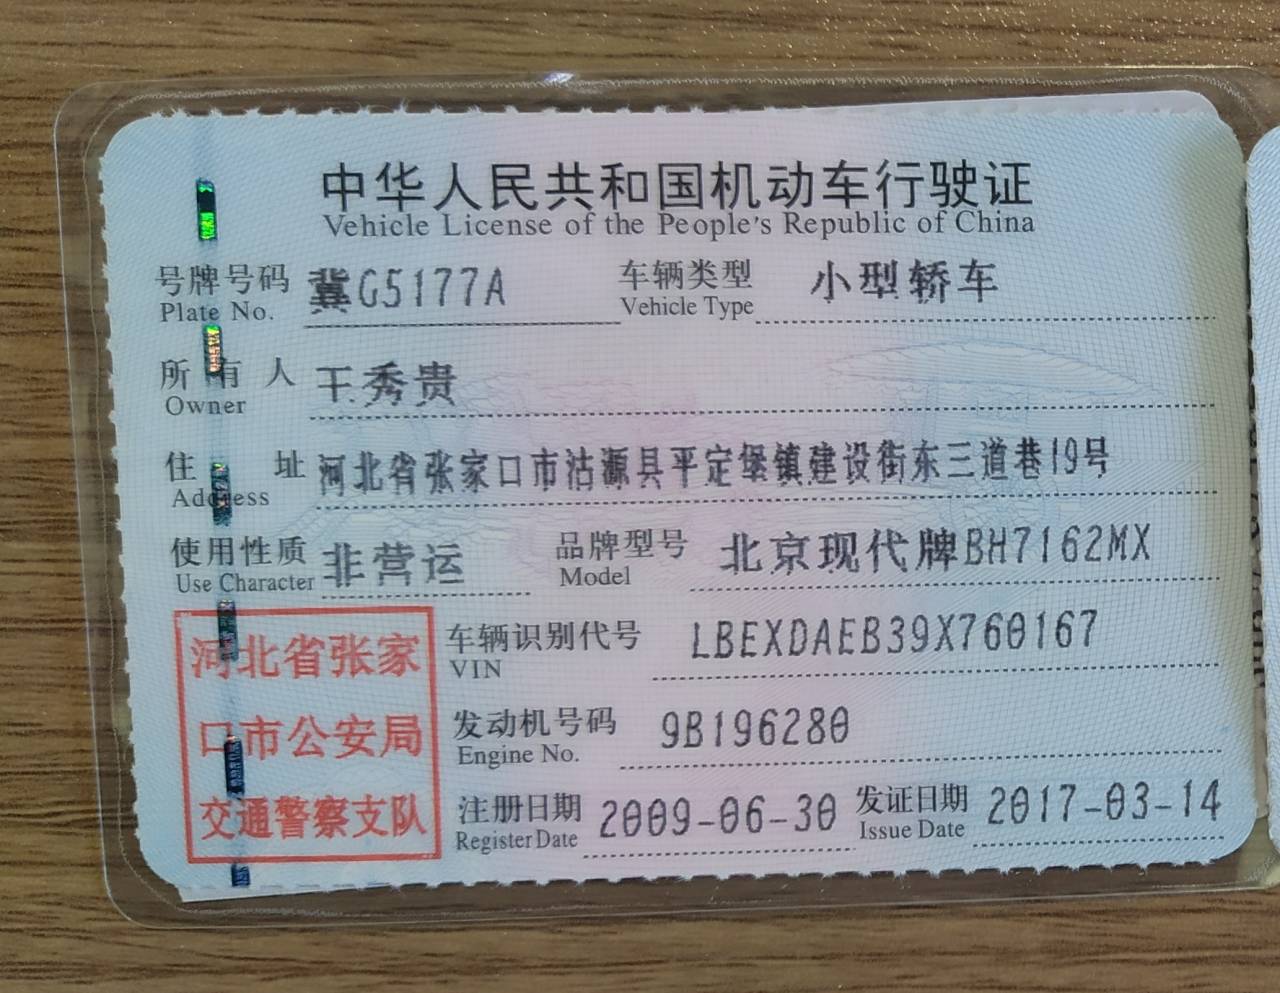 中华人民共和国机动车行驶证
Vehicle License of the People's Republic of China
号牌号码 冀G5177A 车辆类型 小型轿车
Plate No. Vehicle Type
所有人 王秀贵
Owner
住址 河北省张家口市沽源县平定堡镇建设街东三道巷19号
Address
使用性质 非营运 品牌型号 北京现代牌BH7162MX
Use Character Model
河北省张家
口市公安局
交通警察支队
车辆识别代号 LBEXDAEB39X760167
VIN
发动机号码 9B196280
Engine No.
注册日期 2009-06-30 发证日期 2017-03-14
Register Date Issue Date